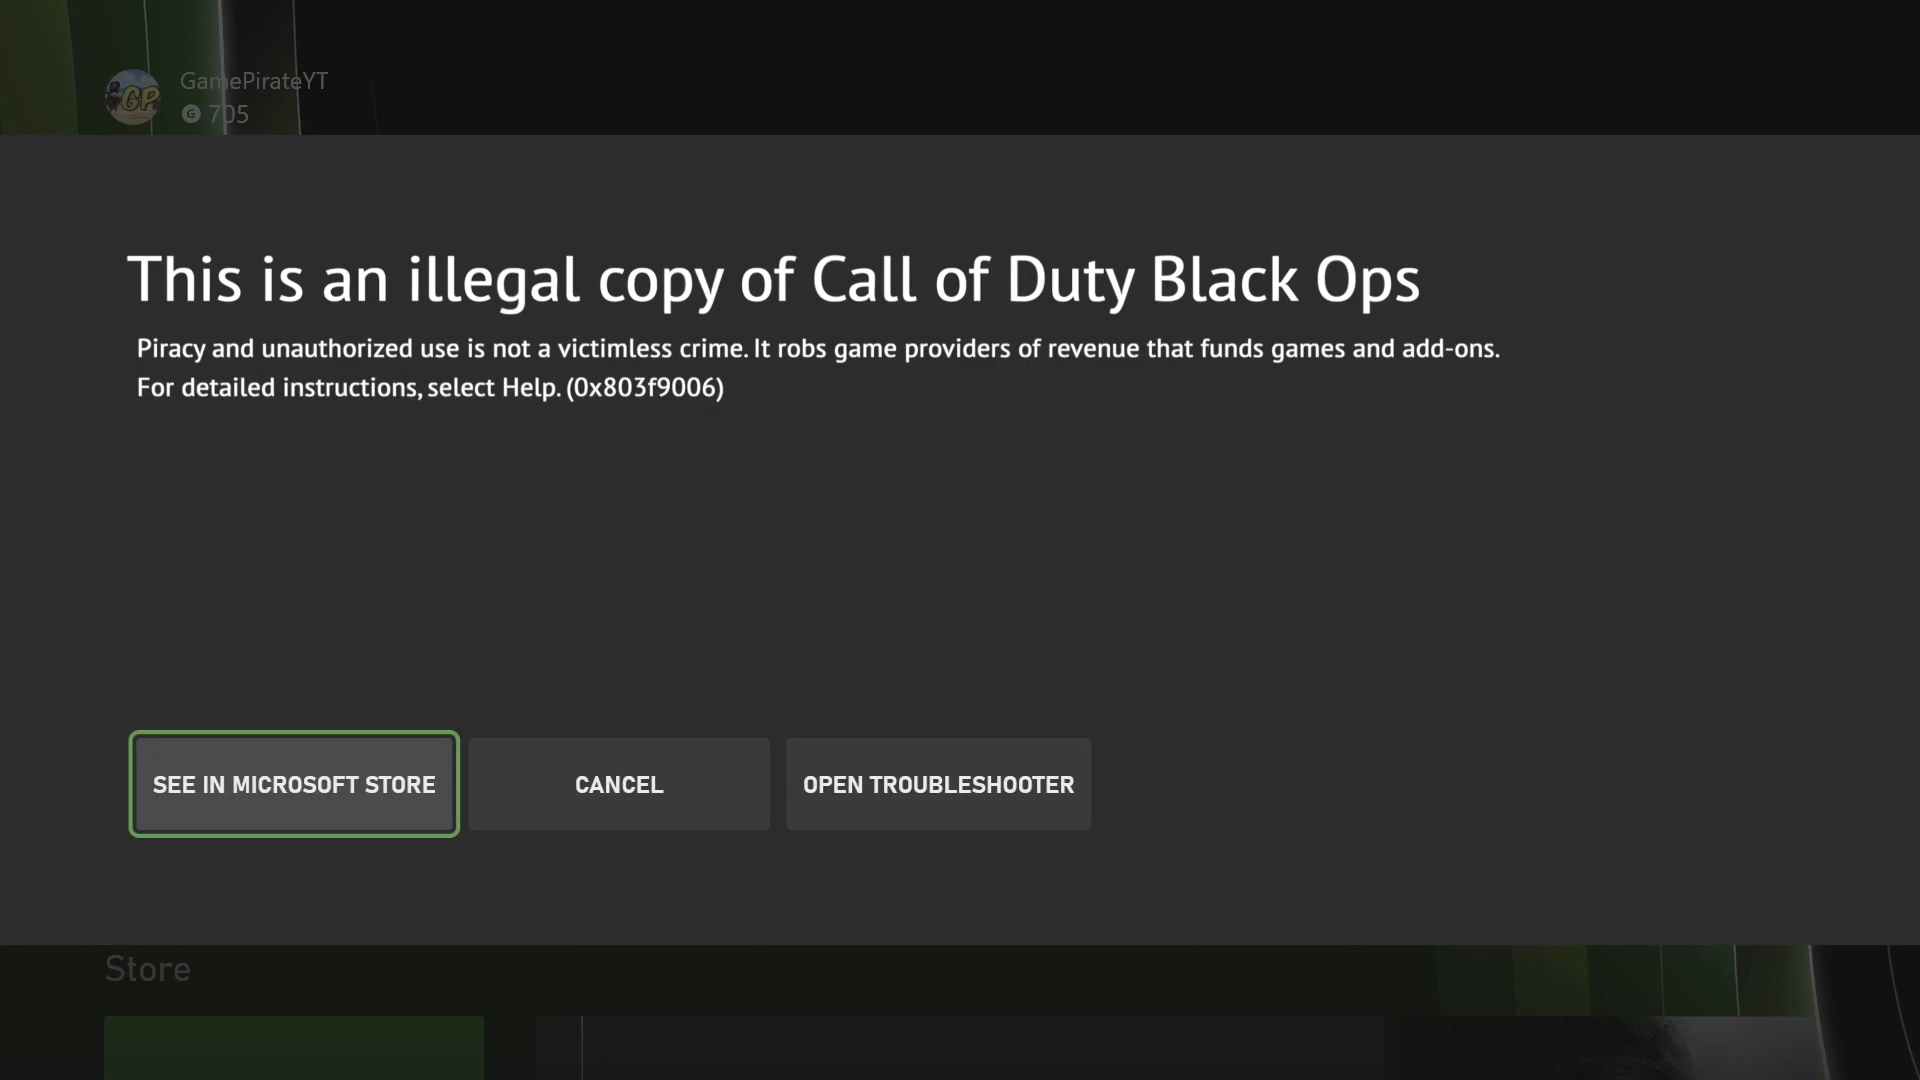 GP
GamePirateYT
G 705
This is an illegal copy of Call of Duty Black Ops
Piracy and unauthorized use is not a victimless crime. It robs game providers of revenue that funds games and add-ons.
For detailed instructions, select Help. (0x803f9006)
SEE IN MICROSOFT STORE
CANCEL
OPEN TROUBLESHOOTER
Store